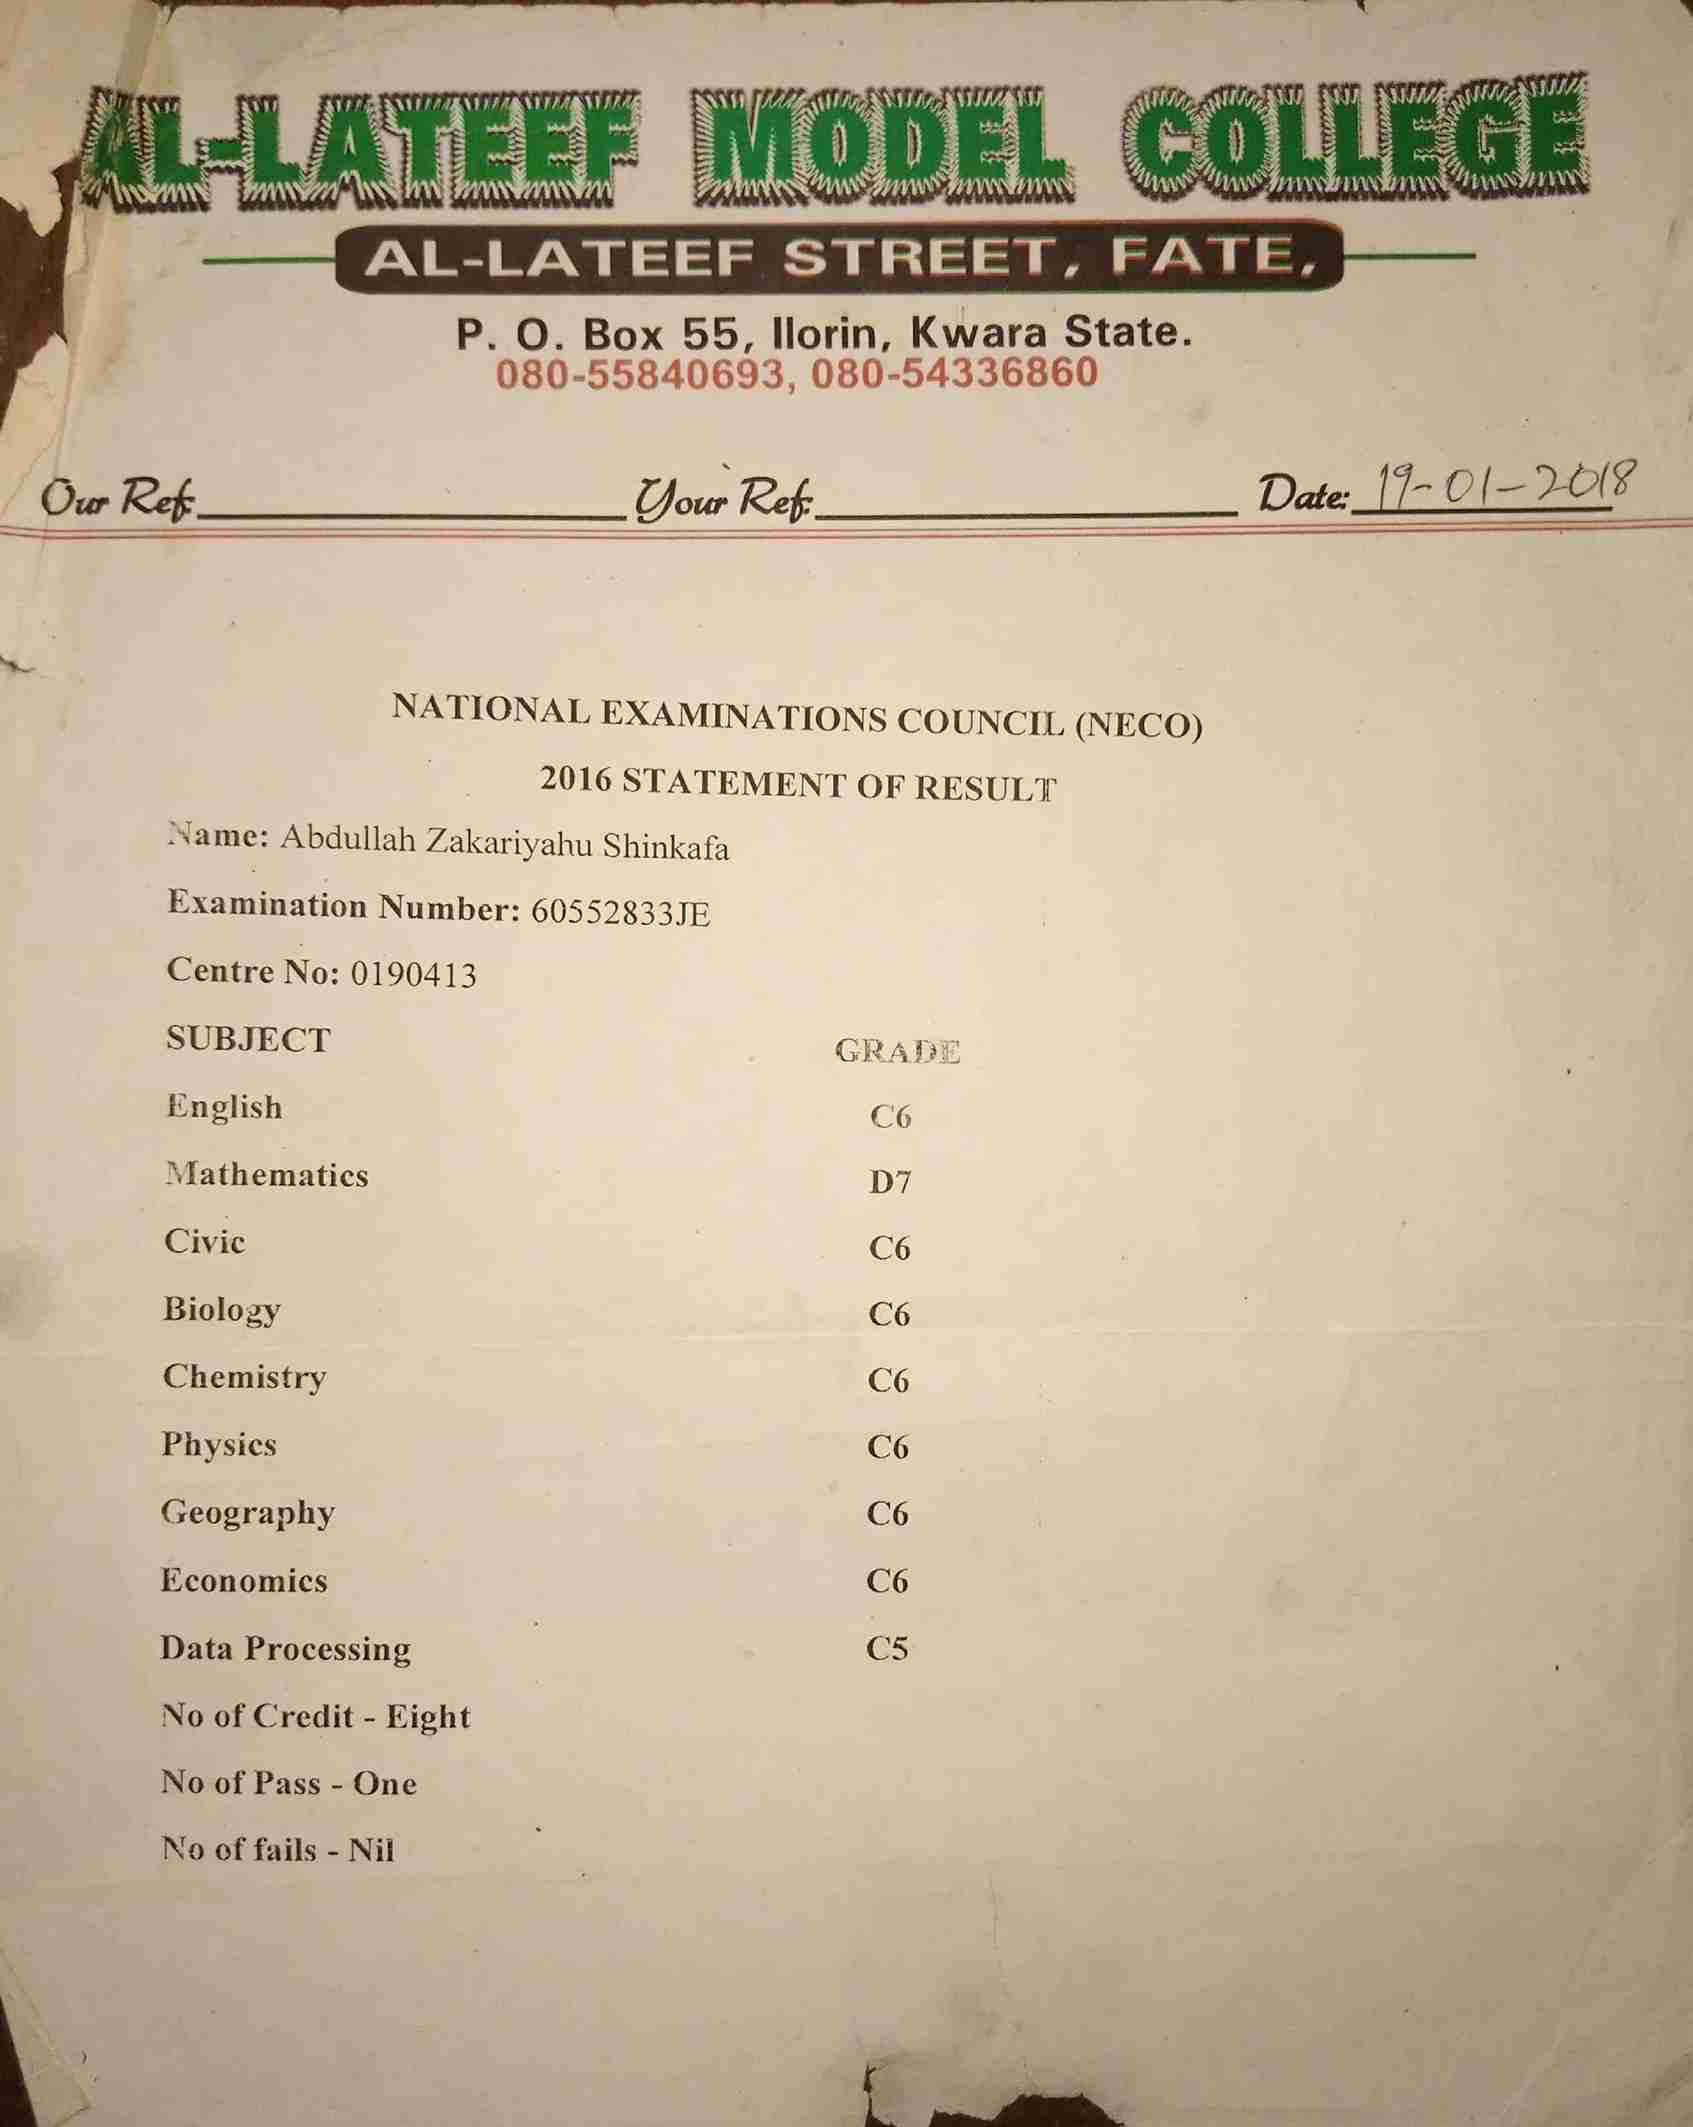 AL-LATEEF MODEL COLLEGE
AL-LATEEF STREET, FATE,
P. O. Box 55, Ilorin, Kwara State.
080-55840693, 080-54336860
Our Ref: Your Ref: Date: 19-01-2018
NATIONAL EXAMINATIONS COUNCIL (NECO)
2016 STATEMENT OF RESULT
Name: Abdullah Zakariyahu Shinkafa
Examination Number: 60552833JE
Centre No: 0190413
SUBJECT GRADE
English C6
Mathematics D7
Civic C6
Biology C6
Chemistry C6
Physics C6
Geography C6
Economics C6
Data Processing C5
No of Credit - Eight
No of Pass - One
No of fails - Nil